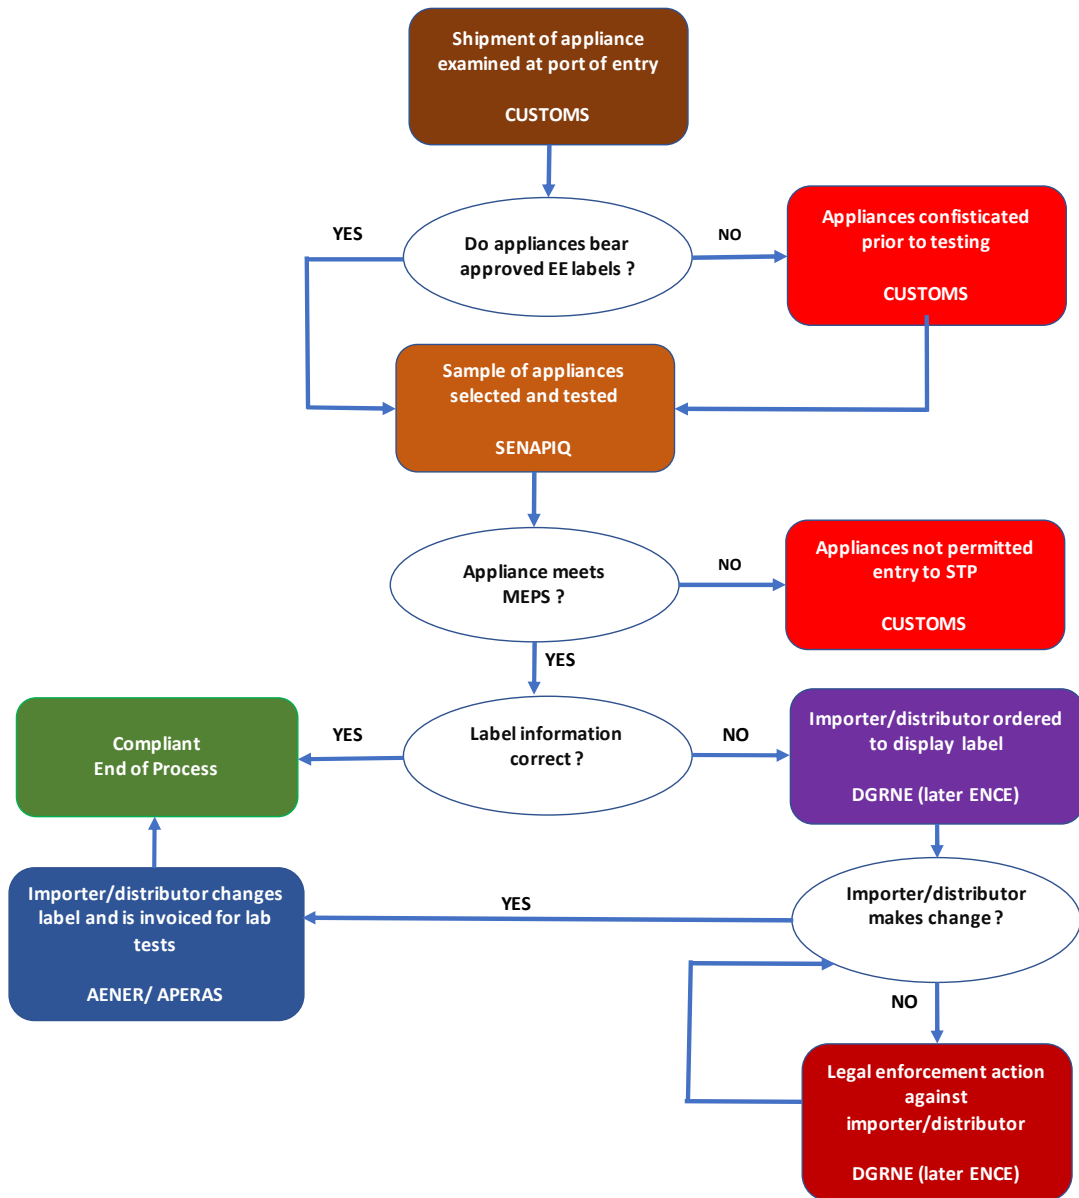 Shipment of appliance
examined at port of entry
CUSTOMS
YES
Do appliances bear
approved EE labels ?
NO
Appliances confisticated
prior to testing
CUSTOMS
Sample of appliances
selected and tested
SENAPIQ
Appliance meets
MEPS ?
NO
Appliances not permitted
entry to STP
CUSTOMS
YES
Compliant
End of Process
YES
Label information
correct ?
NO
Importer/distributor ordered
to display label
DGRNE (later ENCE)
Importer/distributor changes
label and is invoiced for lab
tests
AENER/ APERAS
YES
Importer/distributor
makes change ?
NO
Legal enforcement action
against
importer/distributor
DGRNE (later ENCE)